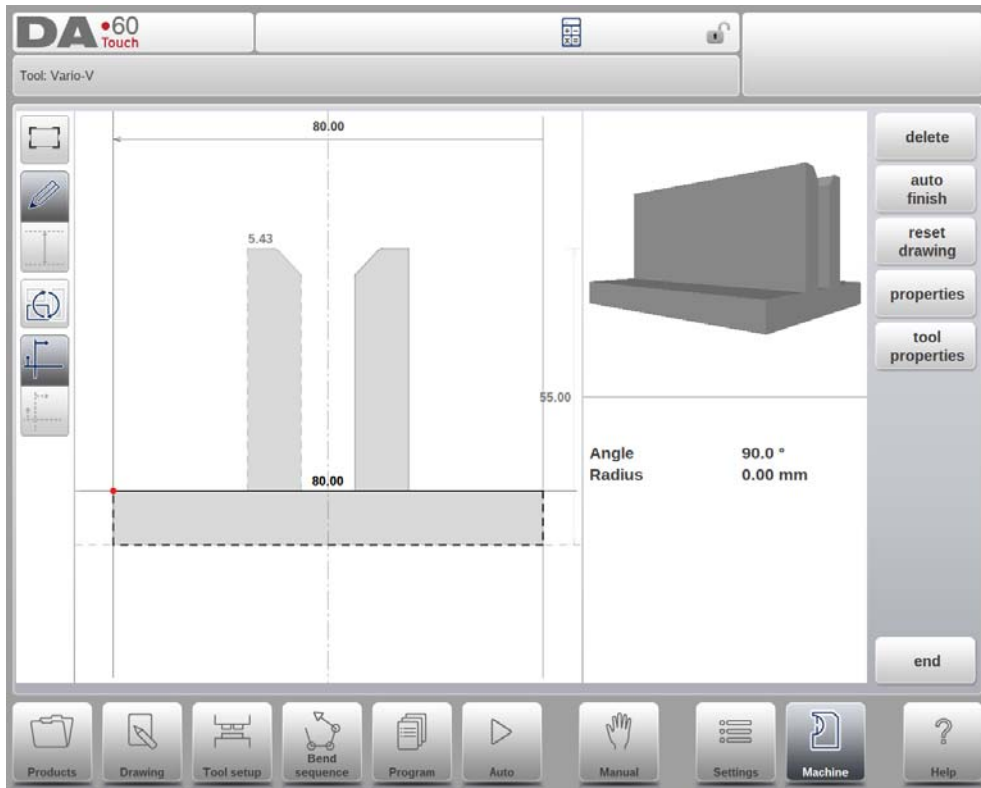 DA•60
Touch
Tool: Vario-V
80.00
5.43
55.00
80.00
Angle 90.0 °
Radius 0.00 mm
delete
auto
finish
reset
drawing
properties
tool
properties
end
Products
Drawing
Tool setup
Bend
sequence
Program
Auto
Manual
Settings
Machine
Help